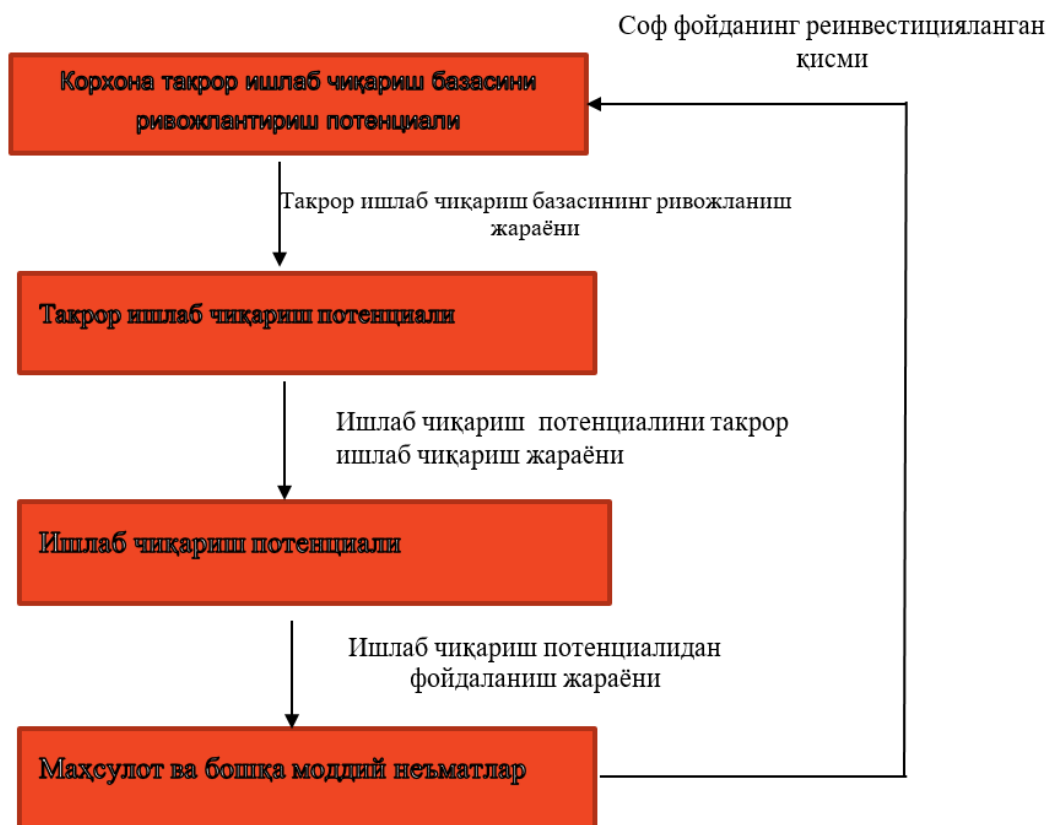 Соф фойданинг реинвестицияланган
қисми
Корхона такрор ишлаб чиқариш базасини
ривожлантириш потенциали
Такрор ишлаб чиқариш базасининг ривожланиш
жараёни
Такрор ишлаб чиқариш потенциали
Ишлаб чиқариш потенциалини такрор
ишлаб чиқариш жараёни
Ишлаб чиқариш потенциали
Ишлаб чиқариш потенциалидан
фойдаланиш жараёни
Маҳсулот ва бошқа моддий неъматлар